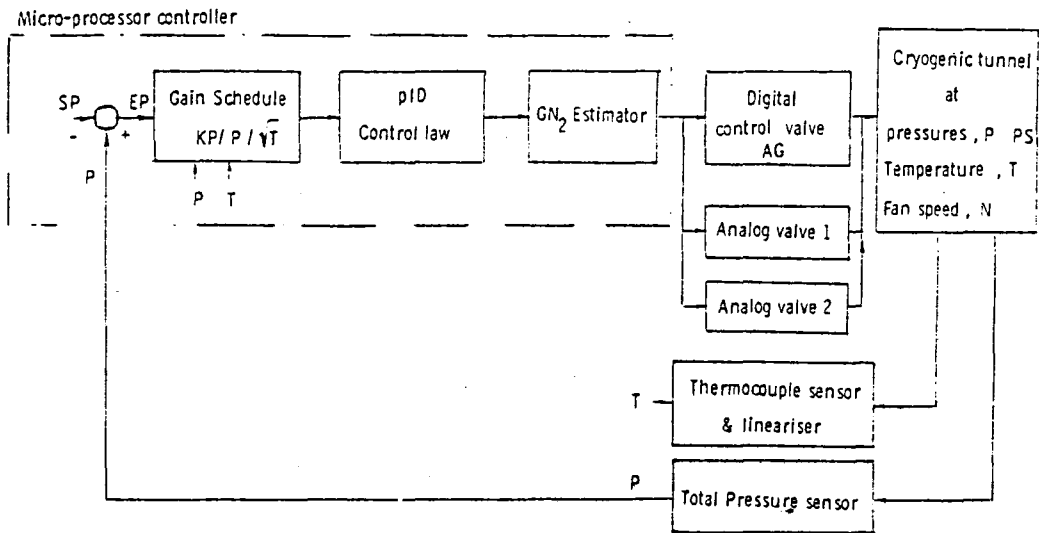 Micro-processor controller
SP
-
+
EP
P
Gain Schedule
KP/ P / √T
P T
pID
Control law
GN₂ Estimator
Digital
control valve
AG
Analog valve 1
Analog valve 2
Cryogenic tunnel
at
pressures , P PS
Temperature , T
Fan speed , N
T
Thermocouple sensor
& lineariser
P
Total Pressure sensor